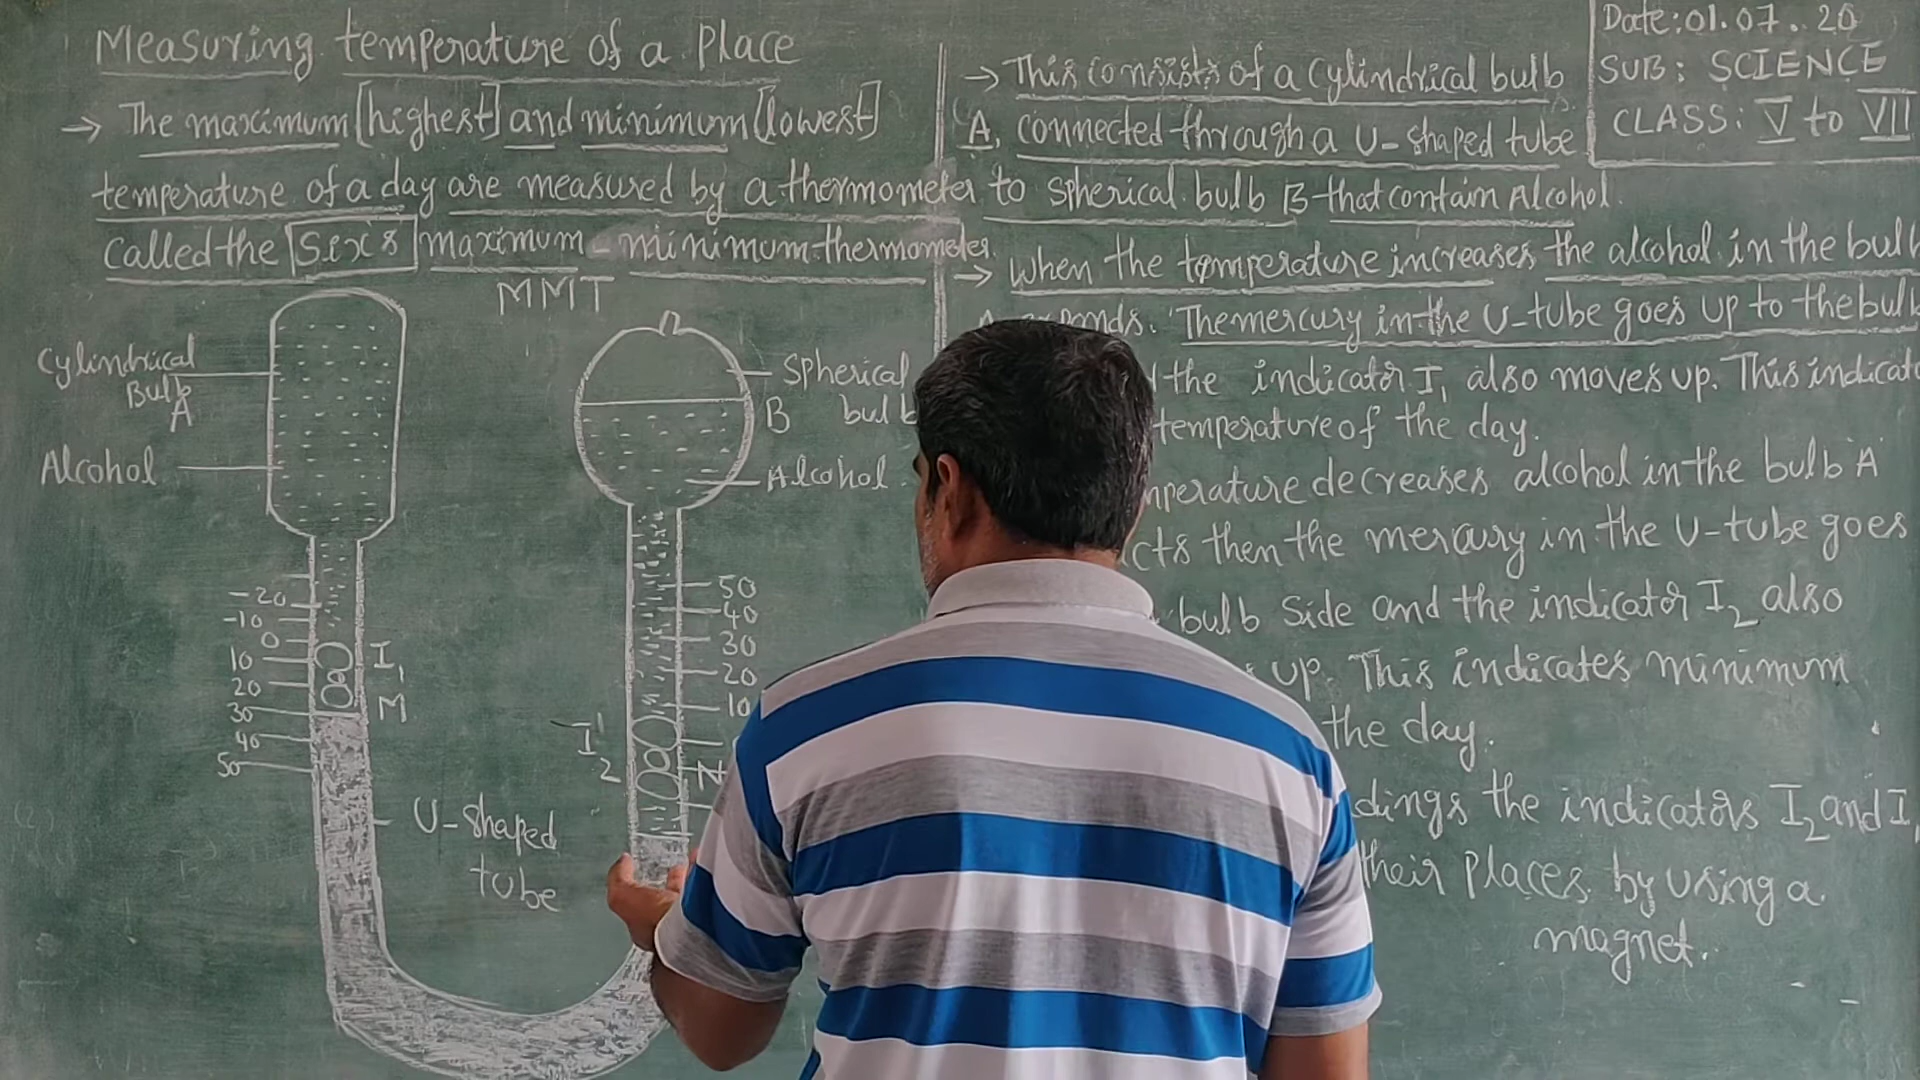 Measuring temperature of a place
→ The maximum [highest] and minimum [lowest]
temperature of a day are measured by a thermometer
called the Six's maximum-minimum thermometer
MMT
Cylindrical
Bulb
A
Alcohol
-20
-10
0
10
20
30
40
50
I1
M
U-shaped
tube
Spherical
bulb
B
Alcohol
50
40
30
20
10
I2
N
→ This consists of a cylindrical bulb
A, connected through a U-shaped tube
to spherical bulb B that contain Alcohol.
→ When the temperature increases, the alcohol in the bulb
The mercury in the U-tube goes up to the bulb
the indicator I1 also moves up. This
temperature of the day.
decreases alcohol in the bulb A
then the mercury in the U-tube goes
bulb side and the indicator I2 also
up. This indicates minimum
the day.
the indicators I2 and I
their places by using a
magnet.
Date: 01.07..20
SUB: SCIENCE
CLASS: V to VII